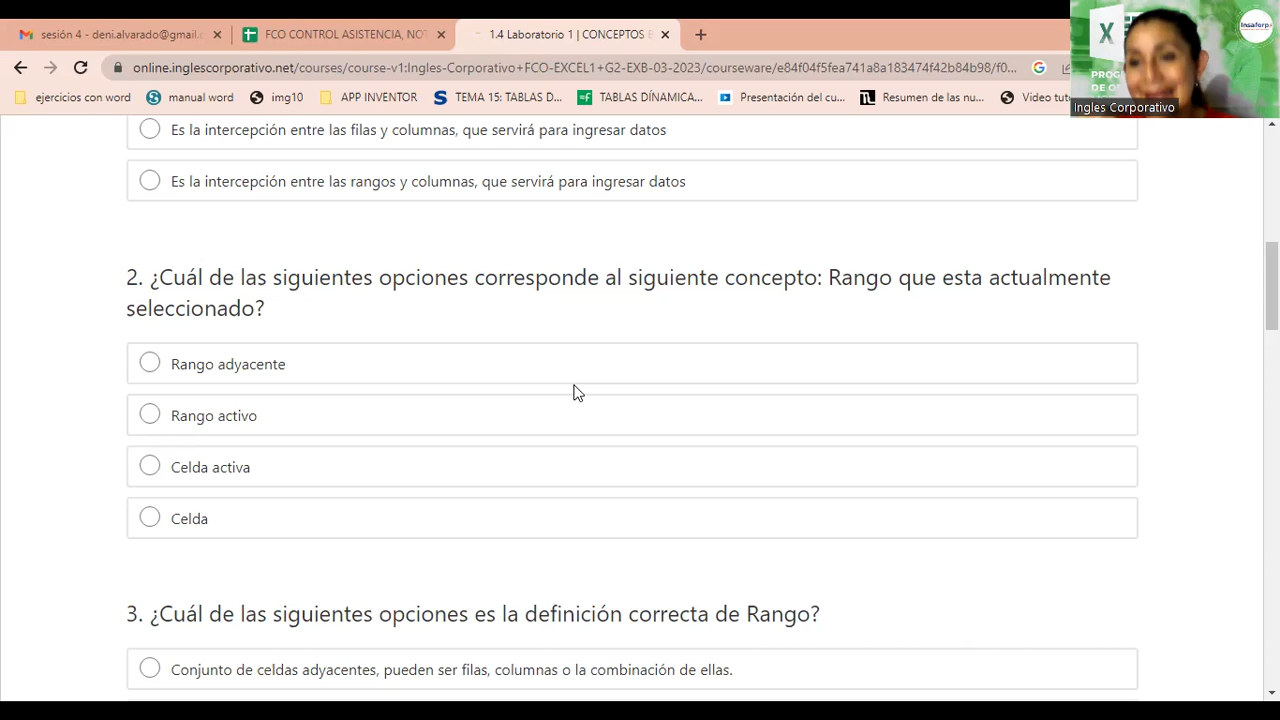 sesión 4 - deni.alvarado@gmail.c
FCO CONTROL ASISTENCIA, NOT
1.4 Laboratorio 1 | CONCEPTOS E
online.inglescorporativo.net/courses/course-v1:Ingles-Corporativo+FCO-EXCEL1+G2-EXB-03-2023/courseware/e84f04f5fea741a8a183474f42b84b98/f0...
ejercicios con word
manual word
img10
APP INVENT...
TEMA 15: TABLAS D...
TABLAS DÍNAMICA...
Presentación del cu...
Resumen de las nu...
Video tut
X
Insaforp
PROG
DE O
Ingles Corporativo
Es la intercepción entre las filas y columnas, que servirá para ingresar datos
Es la intercepción entre las rangos y columnas, que servirá para ingresar datos
2. ¿Cuál de las siguientes opciones corresponde al siguiente concepto: Rango que esta actualmente
seleccionado?
Rango adyacente
Rango activo
Celda activa
Celda
3. ¿Cuál de las siguientes opciones es la definición correcta de Rango?
Conjunto de celdas adyacentes, pueden ser filas, columnas o la combinación de ellas.